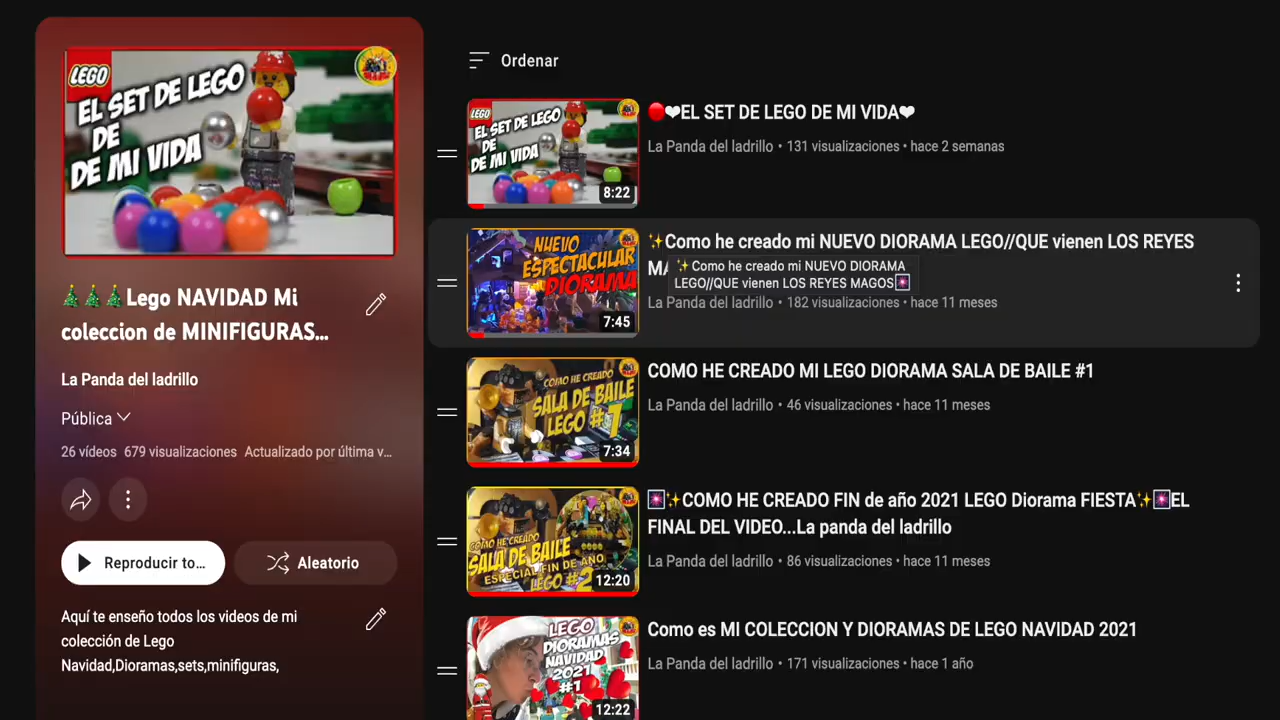 LEGO
EL SET DE LEGO
DE
DE MI VIDA
🎄🎄🎄Lego NAVIDAD Mi
coleccion de MINIFIGURAS...
La Panda del ladrillo
Pública
26 vídeos 679 visualizaciones Actualizado por última v...
Reproducir to...
Aleatorio
Aquí te enseño todos los videos de mi
colección de Lego
Navidad,Dioramas,sets,minifiguras,
Ordenar
LEGO
EL SET DE LEGO
DE
DE MI VIDA
8:22
🔴❤EL SET DE LEGO DE MI VIDA❤
La Panda del ladrillo • 131 visualizaciones • hace 2 semanas
NUEVO
ESPECTACULAR
DIORAMA
7:45
✨Como he creado mi NUEVO DIORAMA LEGO//QUE vienen LOS REYES
MA
✨Como he creado mi NUEVO DIORAMA
LEGO//QUE vienen LOS REYES MAGOS🎆
La Panda del ladrillo • 182 visualizaciones • hace 11 meses
COMO HE CREADO
SALA DE BAILE
LEGO #1
7:34
COMO HE CREADO MI LEGO DIORAMA SALA DE BAILE #1
La Panda del ladrillo • 46 visualizaciones • hace 11 meses
COMO HE CREADO
SALA DE BAILE
ESPECIAL FIN DE AÑO
LEGO #2
12:20
🎆✨COMO HE CREADO FIN de año 2021 LEGO Diorama FIESTA✨🎆EL
FINAL DEL VIDEO...La panda del ladrillo
La Panda del ladrillo • 86 visualizaciones • hace 11 meses
LEGO
DIORAMAS
NAVIDAD
2021
#1
12:22
Como es MI COLECCION Y DIORAMAS DE LEGO NAVIDAD 2021
La Panda del ladrillo • 171 visualizaciones • hace 1 año